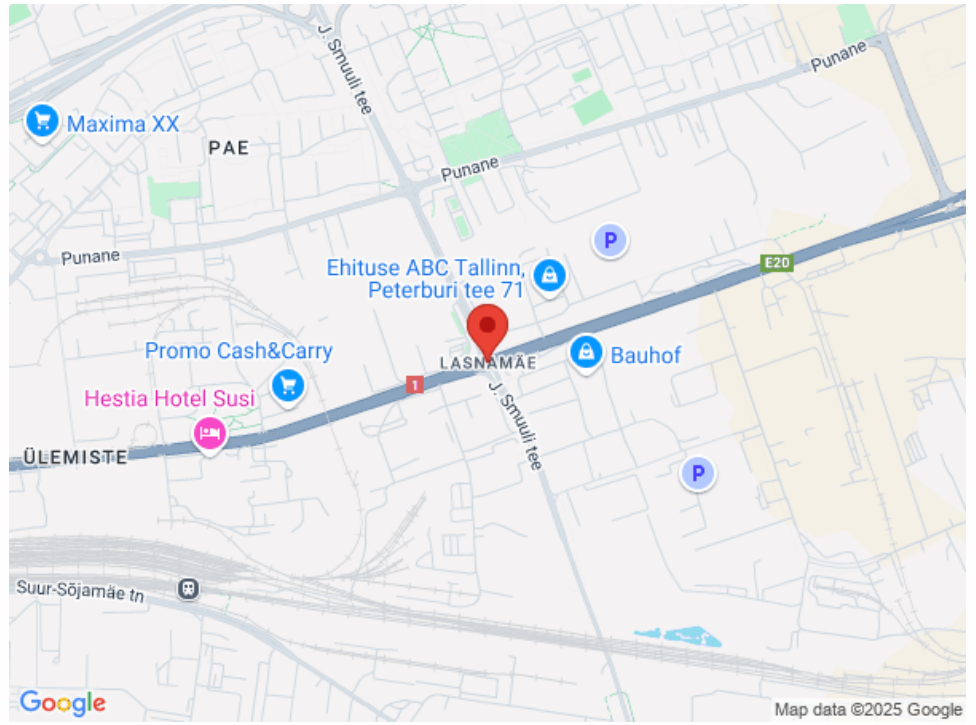 J. Smuuli tee
Punane
Maxima XX
PAE
Punane
Punane
P
Ehituse ABC Tallinn,
Peterburi tee 71
E20
Promo Cash&Carry
LASNAMÄE
Bauhof
1
Hestia Hotel Susi
J. Smuuli tee
ÜLEMISTE
P
Suur-Sõjamäe tn
Google
Map data ©2025 Google